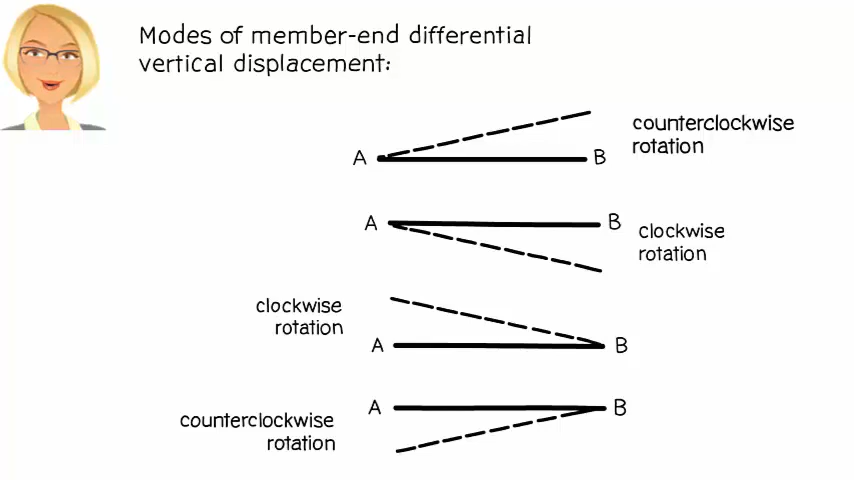 Modes of member-end differential
vertical displacement:
counterclockwise
rotation
A B
A B
clockwise
rotation
clockwise
rotation
A B
A B
counterclockwise
rotation